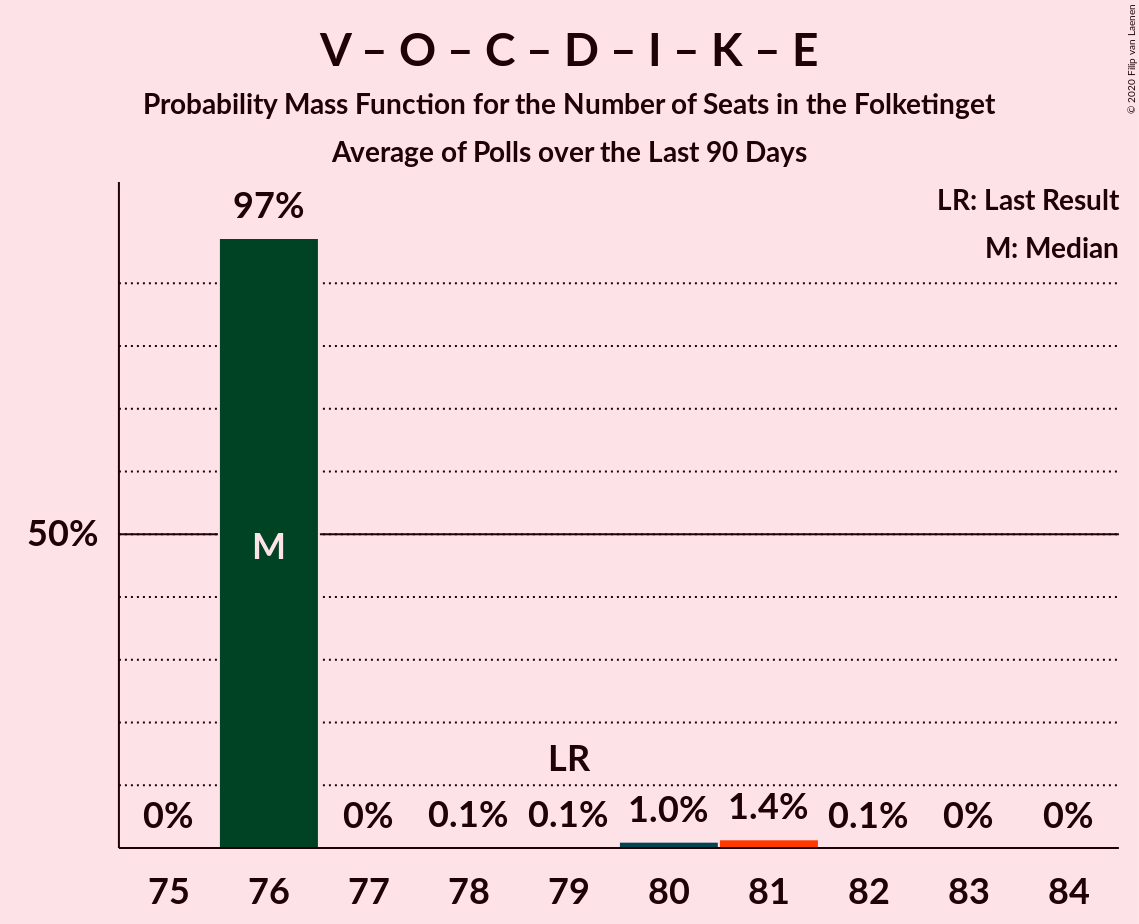 V – O – C – D – I – K – E
Probability Mass Function for the Number of Seats in the Folketinget
Average of Polls over the Last 90 Days
© 2020 Filip van Laenen
LR: Last Result
M: Median
97%
50%
M
LR
0% 0% 0.1% 0.1% 1.0% 1.4% 0.1% 0% 0%
75 76 77 78 79 80 81 82 83 84